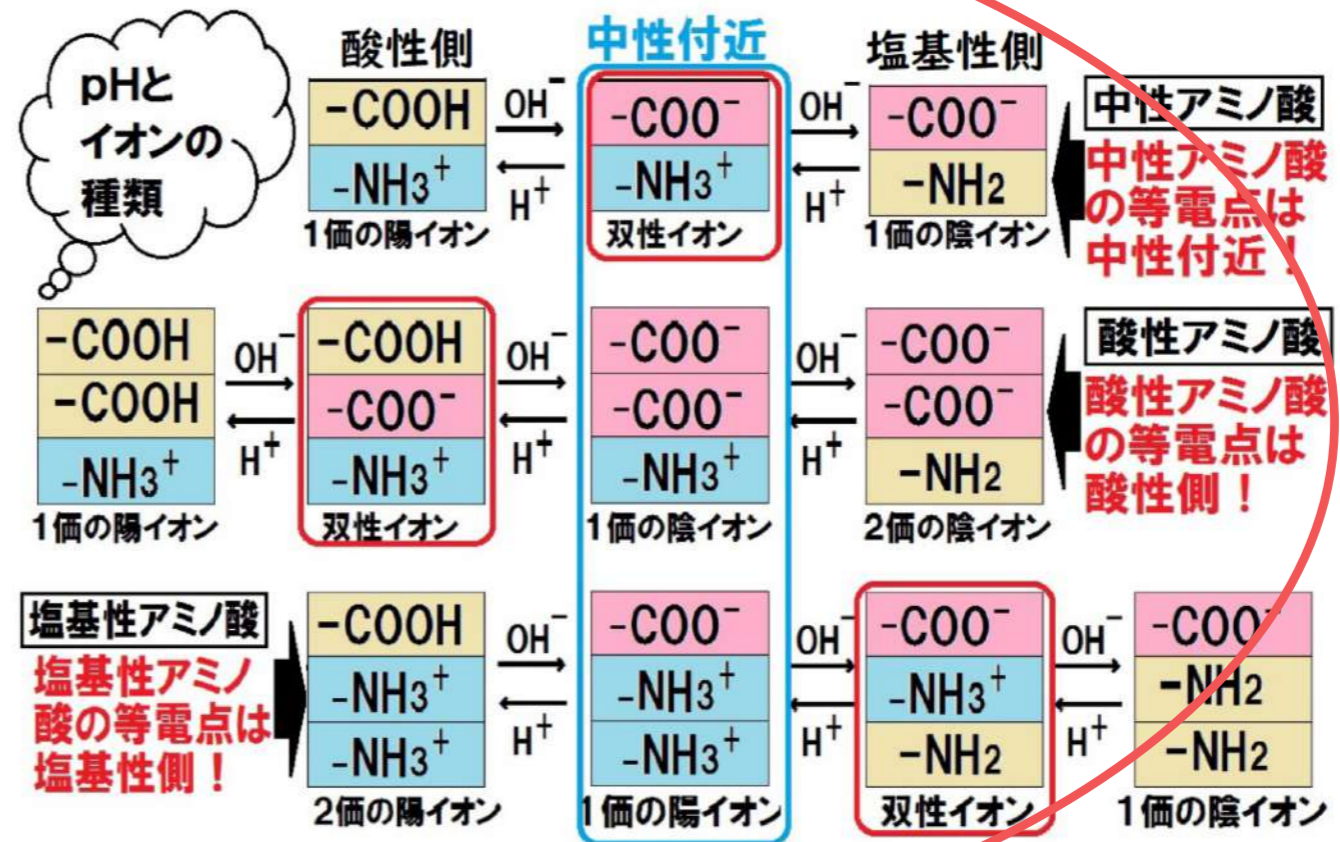 pHと
イオンの
種類
酸性側
中性付近
塩基性側
-COOH
-NH3⁺
1価の陽イオン
OH⁻
H⁺
-COO⁻
-NH3⁺
双性イオン
OH⁻
H⁺
-COO⁻
-NH2
1価の陰イオン
中性アミノ酸
中性アミノ酸
の等電点は
中性付近！
-COOH
-COOH
-NH3⁺
1価の陽イオン
OH⁻
H⁺
-COOH
-COO⁻
-NH3⁺
双性イオン
OH⁻
H⁺
-COO⁻
-COO⁻
-NH3⁺
1価の陰イオン
OH⁻
H⁺
-COO⁻
-COO⁻
-NH2
2価の陰イオン
酸性アミノ酸
酸性アミノ酸
の等電点は
酸性側！
塩基性アミノ酸
塩基性アミノ
酸の等電点は
塩基性側！
-COOH
-NH3⁺
-NH3⁺
2価の陽イオン
OH⁻
H⁺
-COO⁻
-NH3⁺
-NH3⁺
1価の陽イオン
OH⁻
H⁺
-COO⁻
-NH3⁺
-NH2
双性イオン
OH⁻
H⁺
-COO⁻
-NH2
-NH2
1価の陰イオン